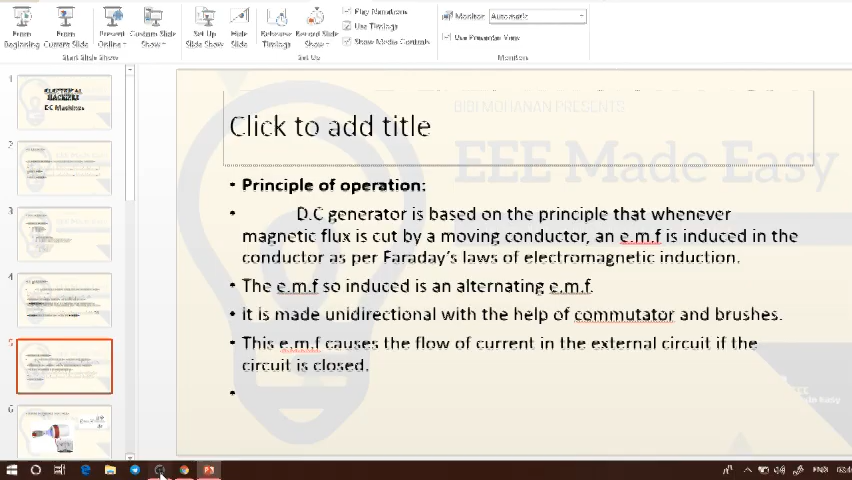 From Beginning
From Current Slide
Present Online
Custom Slide Show
Set Up Slide Show
Hide Slide
Rehearse Timings
Record Slide Show
Play Narrations
Use Timings
Show Media Controls
Monitor: Automatic
Use Presenter View
Start Slide Show
Set Up
Monitors
1
ELECTRICAL MACHINES
D.C Machines
2
3
4
5
6
BIBI MOHANAN PRESENTS
EEE Made Easy
Click to add title
• Principle of operation:
• D.C generator is based on the principle that whenever
magnetic flux is cut by a moving conductor, an e.m.f is induced in the
conductor as per Faraday's laws of electromagnetic induction.
• The e.m.f so induced is an alternating e.m.f.
• it is made unidirectional with the help of commutator and brushes.
• This e.m.f causes the flow of current in the external circuit if the
circuit is closed.
•